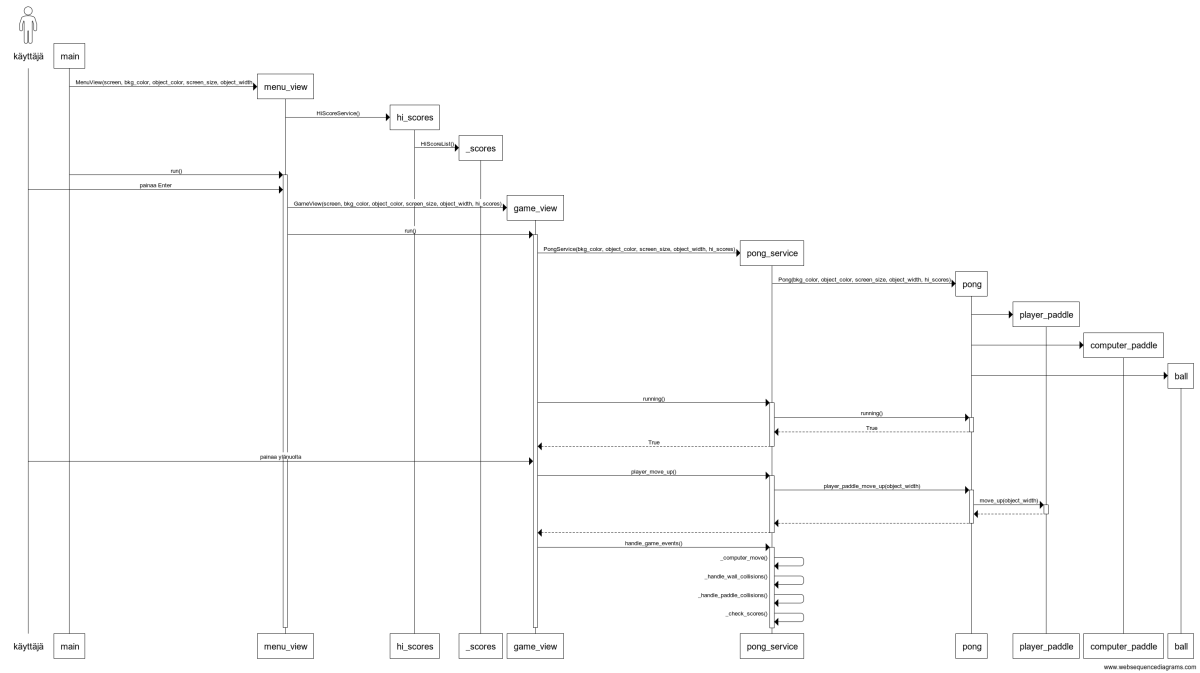 käyttäjä
main
MenuView(screen, bkg_color, object_color, screen_size, object_width
menu_view
HiScoreService()
hi_scores
HiScoreList()
_scores
run()
painaa Enter
GameView(screen, bkg_color, object_color, screen_size, object_width, hi_scores)
game_view
run()
PongService(bkg_color, object_color, screen_size, object_width, hi_scores)
pong_service
Pong(bkg_color, object_color, screen_size, object_width, hi_scores)
pong
player_paddle
computer_paddle
ball
running()
running()
True
True
painaa ylänuolta
player_move_up()
player_paddle_move_up(object_width)
move_up(object_width)
handle_game_events()
_computer_move()
_handle_wall_collisions()
_handle_paddle_collisions()
_check_scores()
käyttäjä
main
menu_view
hi_scores
_scores
game_view
pong_service
pong
player_paddle
computer_paddle
ball
www.websequencediagrams.com